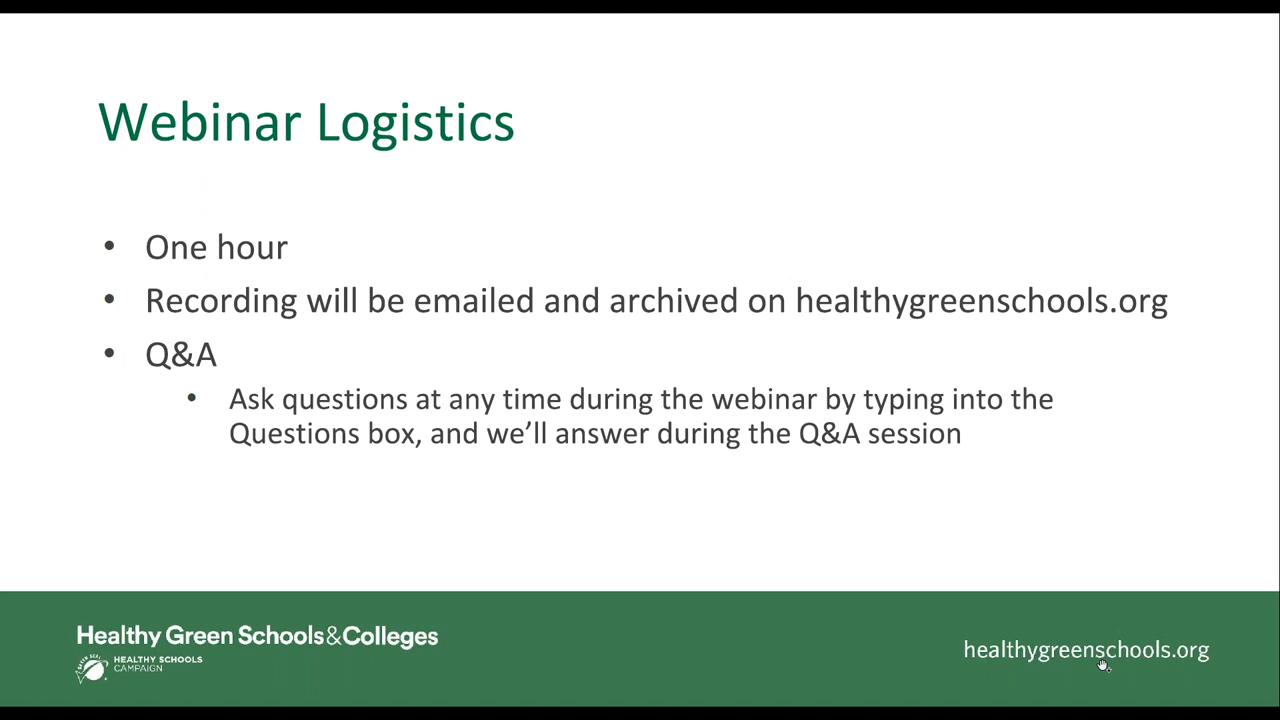 Webinar Logistics
• One hour
• Recording will be emailed and archived on healthygreenschools.org
• Q&A
• Ask questions at any time during the webinar by typing into the
Questions box, and we’ll answer during the Q&A session
Healthy Green Schools&Colleges
GREEN SEAL
HEALTHY SCHOOLS
CAMPAIGN
healthygreenschools.org